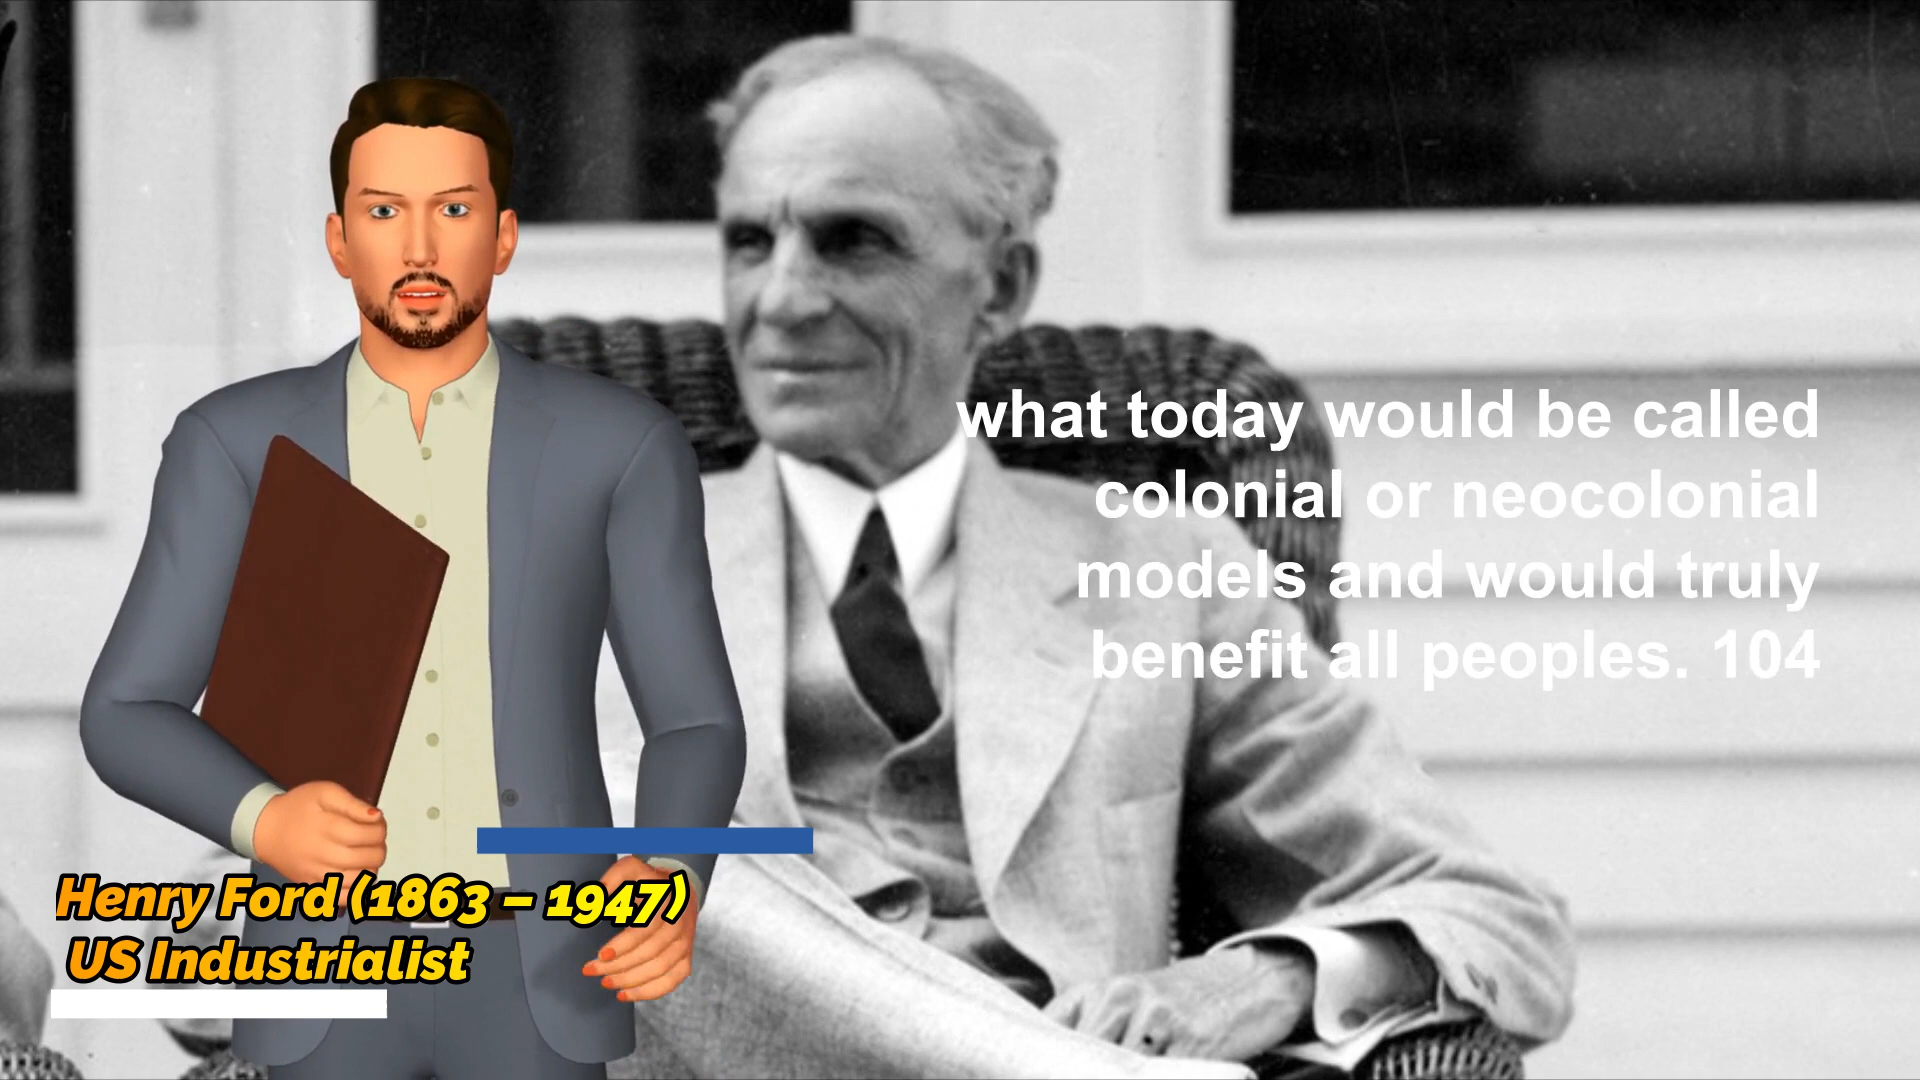 what today would be called
colonial or neocolonial
models and would truly
benefit all peoples. 104
Henry Ford (1863 – 1947)
US Industrialist